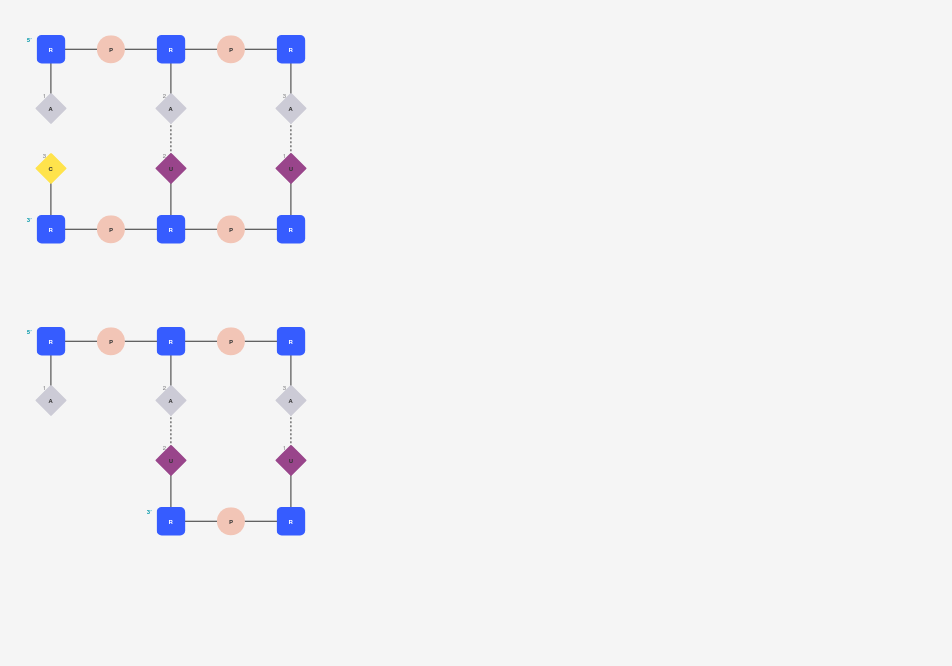 5'
R P R P R
1 2 3
A A A
3 2 1
C U U
3'
R P R P R
5'
R P R P R
1 2 3
A A A
2 1
U U
3'
R P R